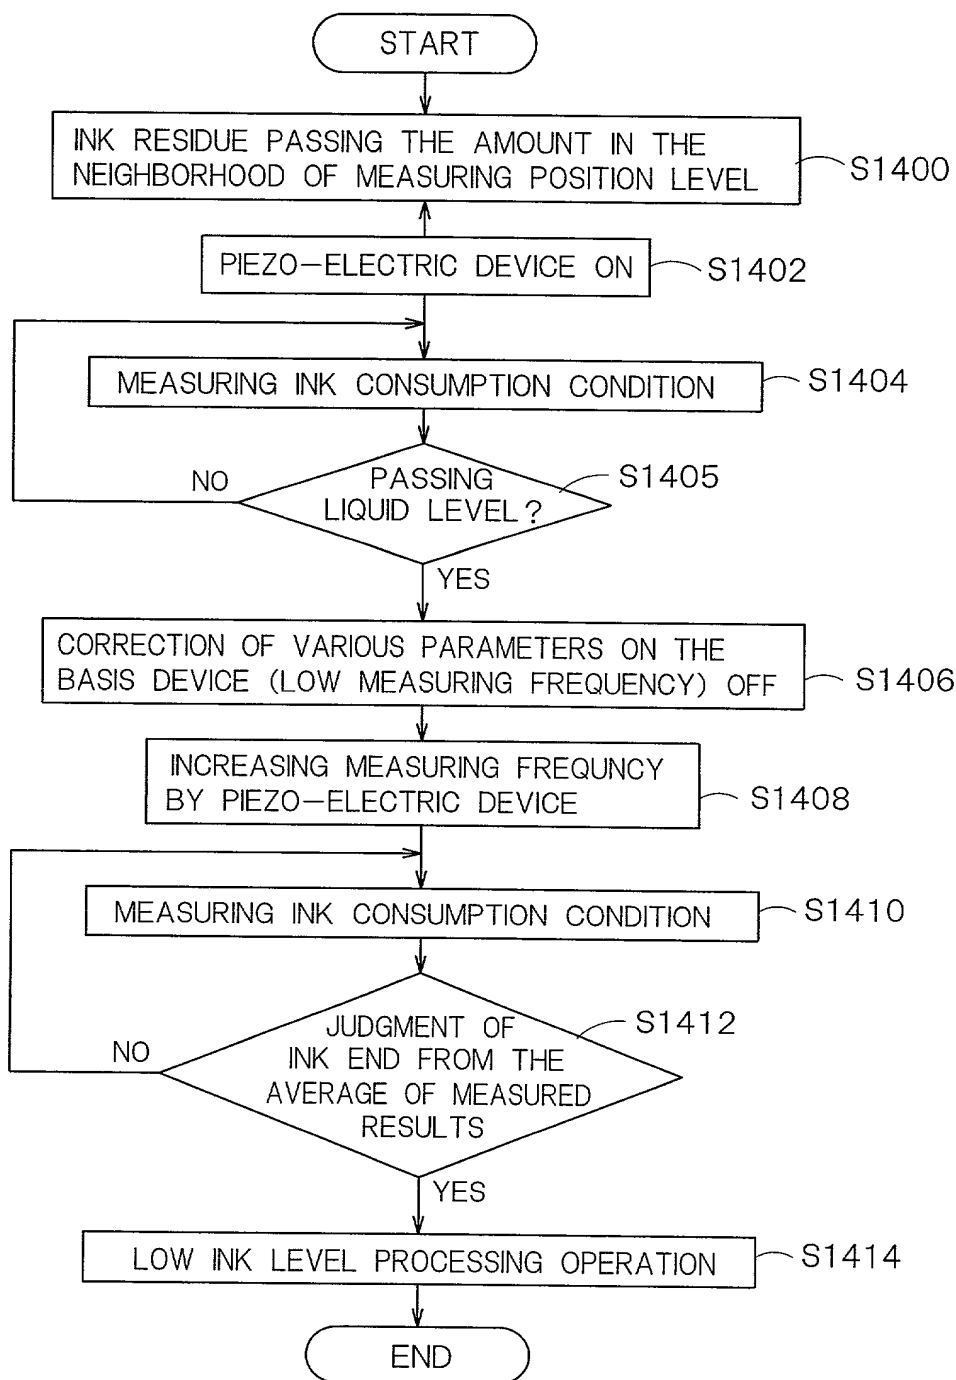 START
INK RESIDUE PASSING THE AMOUNT IN THE
NEIGHBORHOOD OF MEASURING POSITION LEVEL
S1400
PIEZO-ELECTRIC DEVICE ON
S1402
MEASURING INK CONSUMPTION CONDITION
S1404
PASSING
LIQUID LEVEL?
S1405
NO
YES
CORRECTION OF VARIOUS PARAMETERS ON THE
BASIS DEVICE (LOW MEASURING FREQUENCY) OFF
S1406
INCREASING MEASURING FREQUNCY
BY PIEZO-ELECTRIC DEVICE
S1408
MEASURING INK CONSUMPTION CONDITION
S1410
JUDGMENT OF
INK END FROM THE
AVERAGE OF MEASURED
RESULTS
S1412
NO
YES
LOW INK LEVEL PROCESSING OPERATION
S1414
END